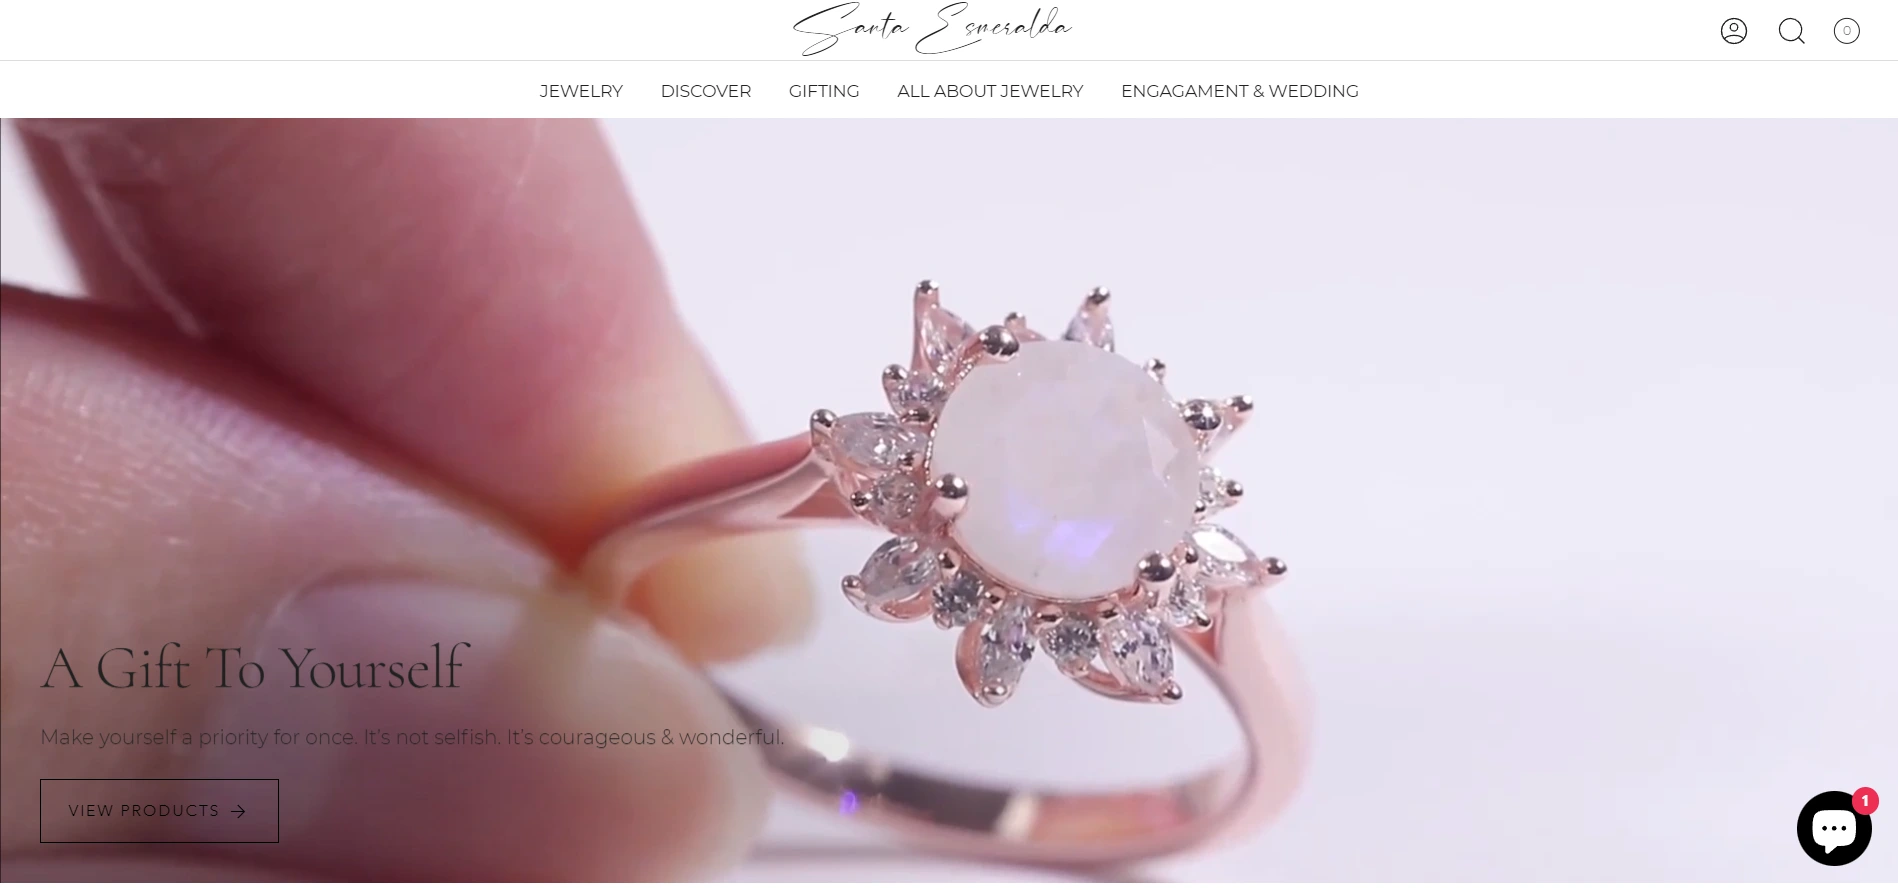 Santa Esmeralda
0
JEWELRY DISCOVER GIFTING ALL ABOUT JEWELRY ENGAGAMENT & WEDDING
A Gift To Yourself
Make yourself a priority for once. It's not selfish. It's courageous & wonderful.
VIEW PRODUCTS →
1